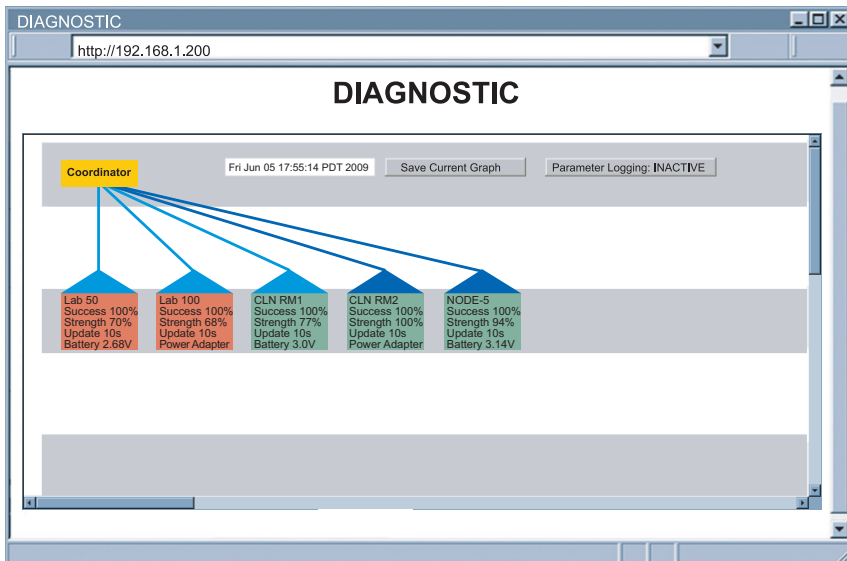 DIAGNOSTIC
http://192.168.1.200
DIAGNOSTIC
Coordinator
Fri Jun 05 17:55:14 PDT 2009
Save Current Graph
Parameter Logging: INACTIVE
Lab 50
Success 100%
Strength 70%
Update 10s
Battery 2.68V
Lab 100
Success 100%
Strength 68%
Update 10s
Power Adapter
CLN RM1
Success 100%
Strength 77%
Update 10s
Battery 3.0V
CLN RM2
Success 100%
Strength 100%
Update 10s
Power Adapter
NODE-5
Success 100%
Strength 94%
Update 10s
Battery 3.14V